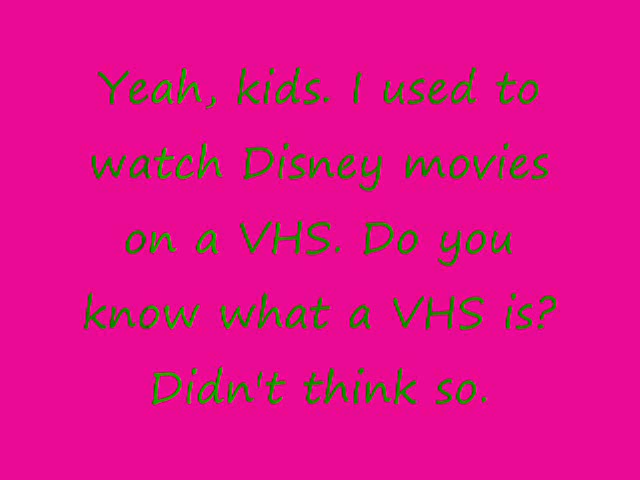 Yeah, kids. I used to
watch Disney movies
on a VHS. Do you
know what a VHS is?
Didn't think so.